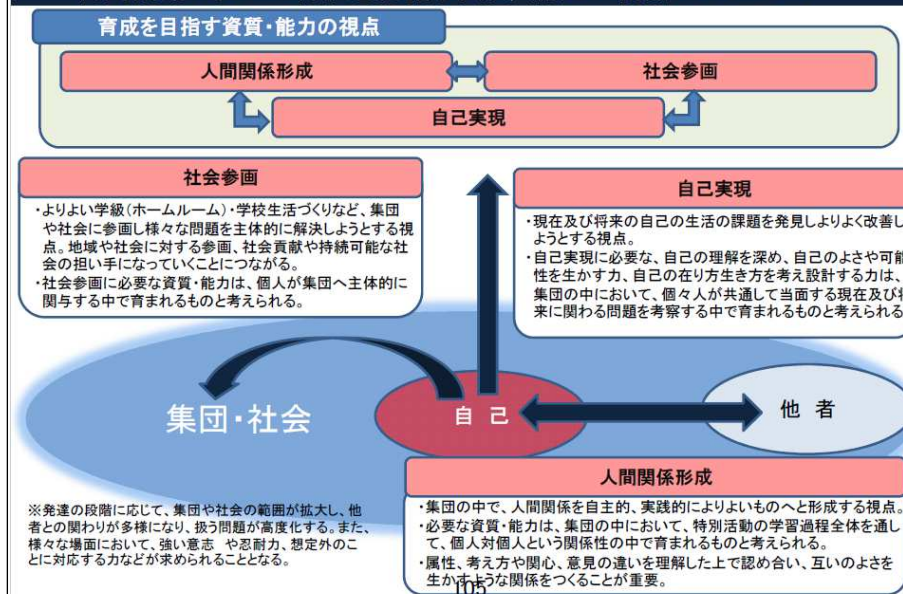 育成を目指す資質・能力の視点
人間関係形成
社会参画
自己実現
社会参画
・よりよい学級(ホームルーム)・学校生活づくりなど、集団
や社会に参画し様々な問題を主体的に解決しようとする視
点。地域や社会に対する参画、社会貢献や持続可能な社
会の担い手になっていくことにつながる。
・社会参画に必要な資質・能力は、個人が集団へ主体的に
関与する中で育まれるものと考えられる。
自己実現
・現在及び将来の自己の生活の課題を発見しよりよく改善し
ようとする視点。
・自己実現に必要な、自己の理解を深め、自己のよさや可能
性を生かす力、自己の在り方生き方を考え設計する力は、
集団の中において、個々人が共通して当面する現在及び将
来に関わる問題を考察する中で育まれるものと考えられる
集団・社会
自 己
他 者
人間関係形成
・集団の中で、人間関係を自主的、実践的によりよいものへと形成する視点。
・必要な資質・能力は、集団の中において、特別活動の学習過程全体を通し
て、個人対個人という関係性の中で育まれるものと考えられる。
・属性、考え方や関心、意見の違いを理解した上で認め合い、互いのよさを
生かすような関係をつくることが重要。
※発達の段階に応じて、集団や社会の範囲が拡大し、他
者との関わりが多様になり、扱う問題が高度化する。また、
様々な場面において、強い意志 や忍耐力、想定外のこ
とに対応する力などが求められることとなる。
105